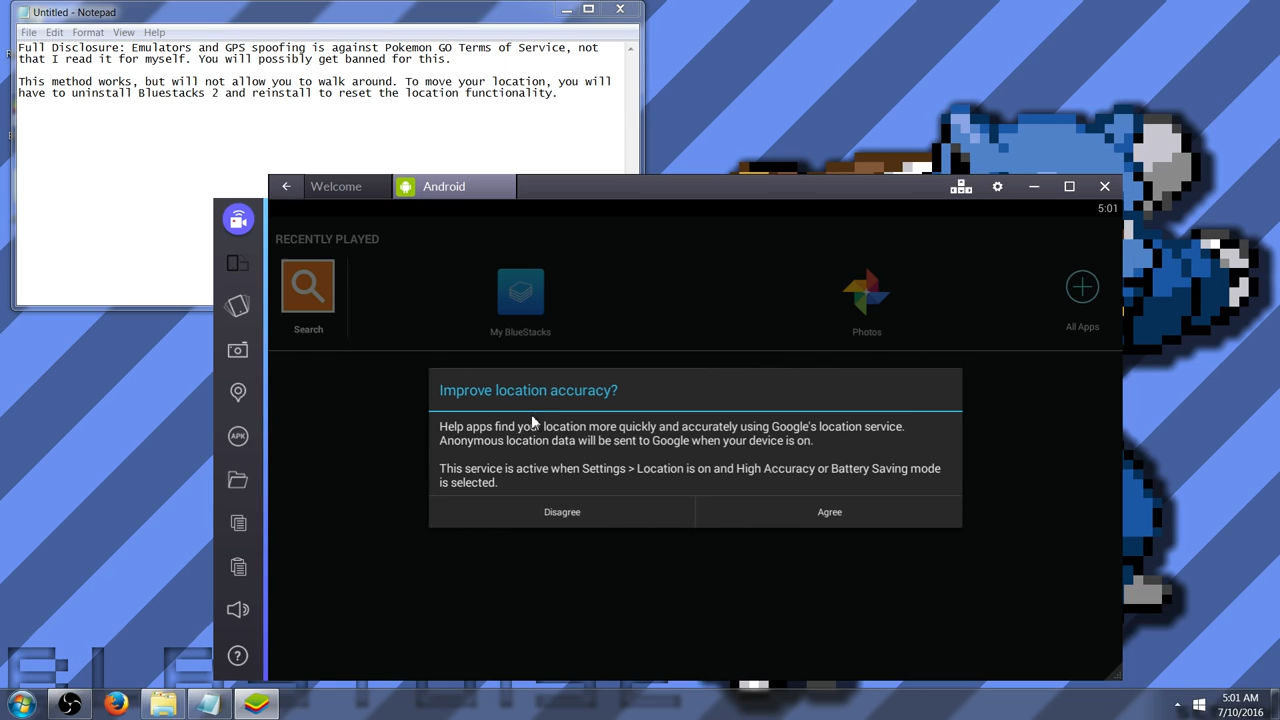 Untitled - Notepad
File Edit Format View Help
Full Disclosure: Emulators and GPS spoofing is against Pokemon GO Terms of Service, not
that I read it for myself. You will possibly get banned for this.
This method works, but will not allow you to walk around. To move your location, you will
have to uninstall Bluestacks 2 and reinstall to reset the location functionality.
Welcome
Android
5:01
RECENTLY PLAYED
Search
My BlueStacks
Photos
All Apps
Improve location accuracy?
Help apps find your location more quickly and accurately using Google's location service.
Anonymous location data will be sent to Google when your device is on.
This service is active when Settings > Location is on and High Accuracy or Battery Saving mode
is selected.
Disagree
Agree
APK
5:01 AM
7/10/2016